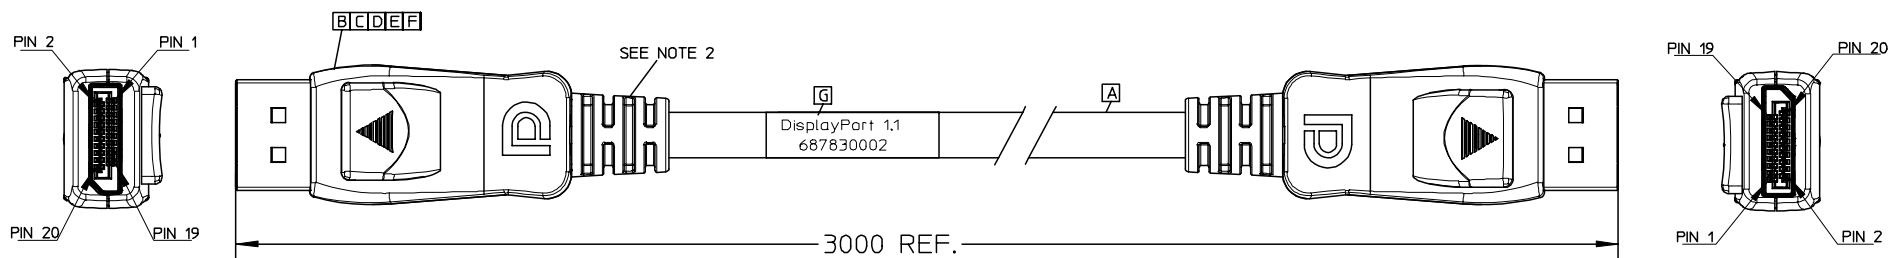 B C D E F
PIN 2
PIN 1
SEE NOTE 2
PIN 19
PIN 20
G
A
DisplayPort 1.1
687830002
PIN 20
PIN 19
PIN 1
PIN 2
3000 REF.